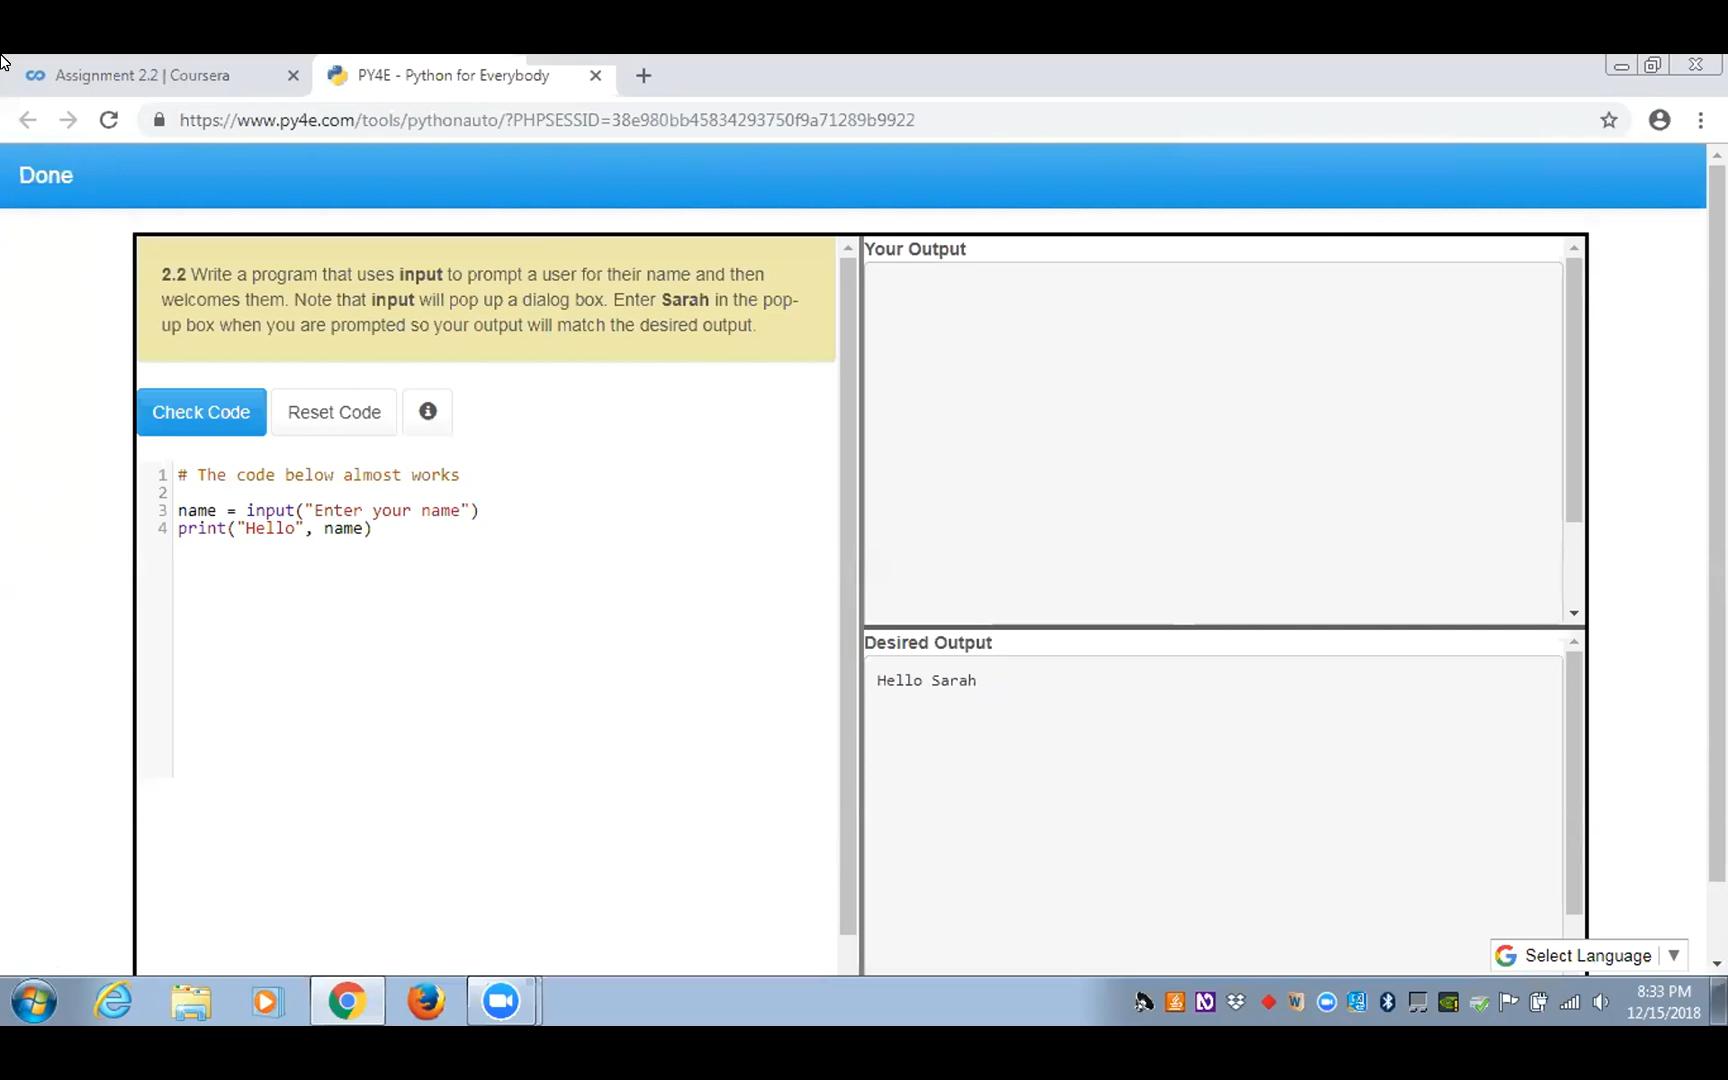 Assignment 2.2 | Coursera
PY4E - Python for Everybody
https://www.py4e.com/tools/pythonauto/?PHPSESSID=38e980bb45834293750f9a71289b9922
Done
2.2 Write a program that uses input to prompt a user for their name and then
welcomes them. Note that input will pop up a dialog box. Enter Sarah in the pop-
up box when you are prompted so your output will match the desired output.
Check Code
Reset Code
1 # The code below almost works
2
3 name = input("Enter your name")
4 print("Hello", name)
Your Output
Desired Output
Hello Sarah
Select Language
8:33 PM
12/15/2018